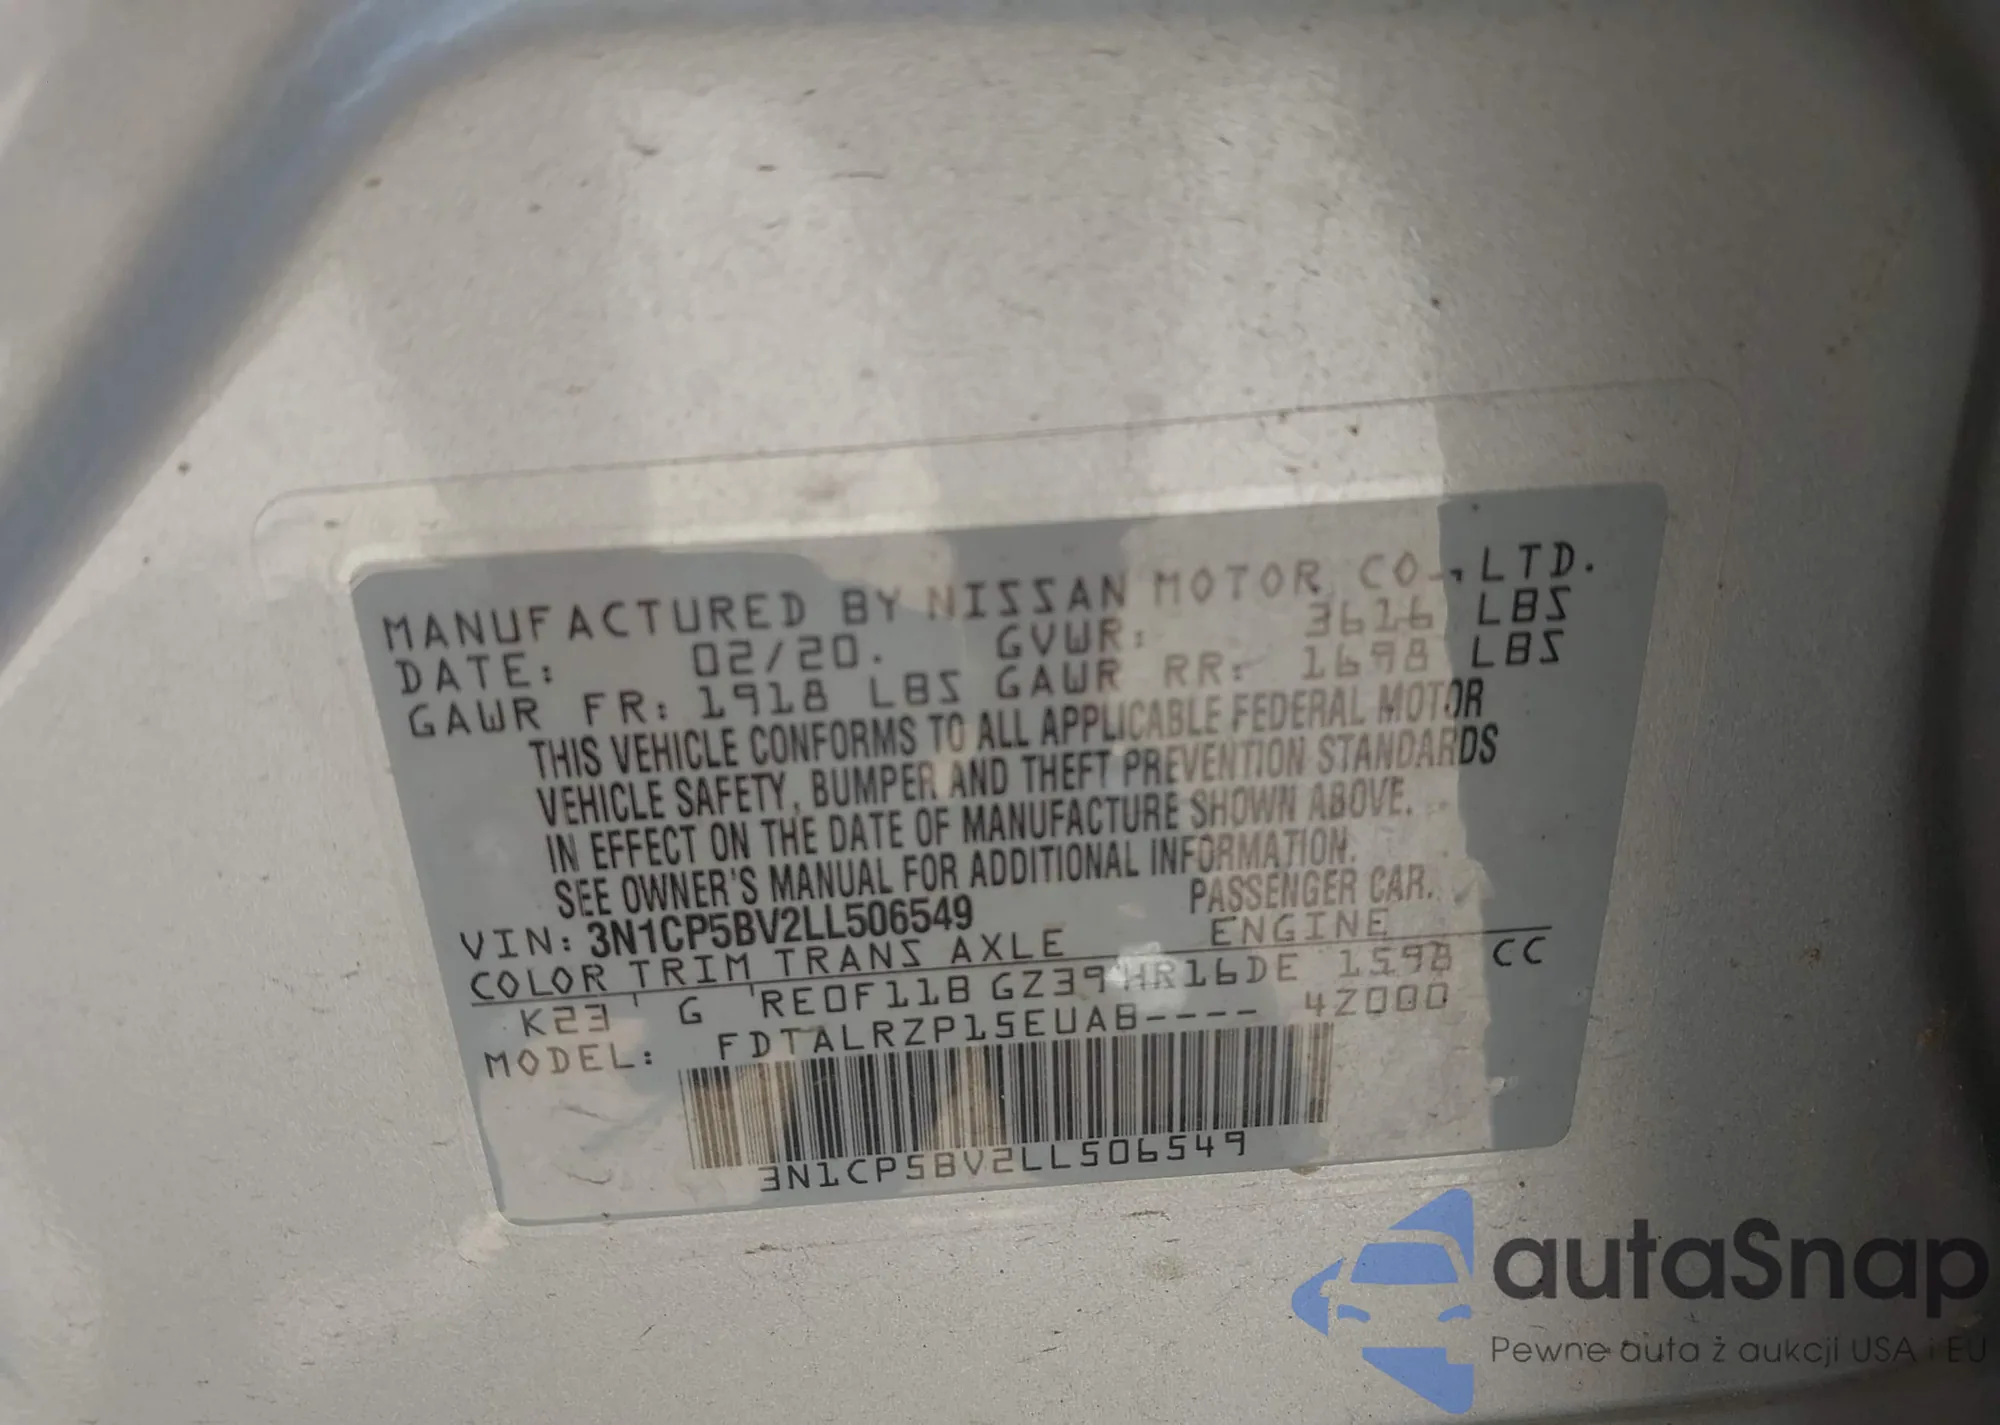 MANUFACTURED BY NISSAN MOTOR CO.,LTD.
DATE: 02/20. GVWR: 3616 LBS
GAWR FR: 1918 LBS GAWR RR: 1698 LBS
THIS VEHICLE CONFORMS TO ALL APPLICABLE FEDERAL MOTOR
VEHICLE SAFETY, BUMPER AND THEFT PREVENTION STANDARDS
IN EFFECT ON THE DATE OF MANUFACTURE SHOWN ABOVE.
SEE OWNER'S MANUAL FOR ADDITIONAL INFORMATION.
VIN: 3N1CP5BV2LL506549 PASSENGER CAR.
COLOR TRIM TRANS AXLE ENGINE
K23 G RE0F11B GZ39 HR16DE 1598 CC
MODEL: FDTALRZP15EUAB---- 4Z000
3N1CP5BV2LL506549
autaSnap
Pewne auta ż aukcji USA i EU